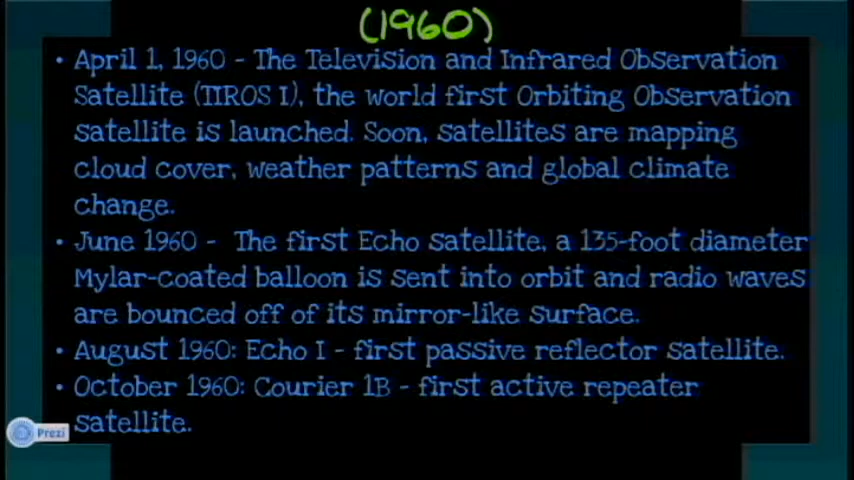 (1960)
• April 1, 1960 - The Television and Infrared Observation
Satellite (TIROS I), the world first Orbiting Observation
satellite is launched. Soon, satellites are mapping
cloud cover, weather patterns and global climate
change.
• June 1960 - The first Echo satellite, a 135-foot diameter
Mylar-coated balloon is sent into orbit and radio waves
are bounced off of its mirror-like surface.
• August 1960: Echo I - first passive reflector satellite.
• October 1960: Courier 1B - first active repeater
satellite.
Prezi